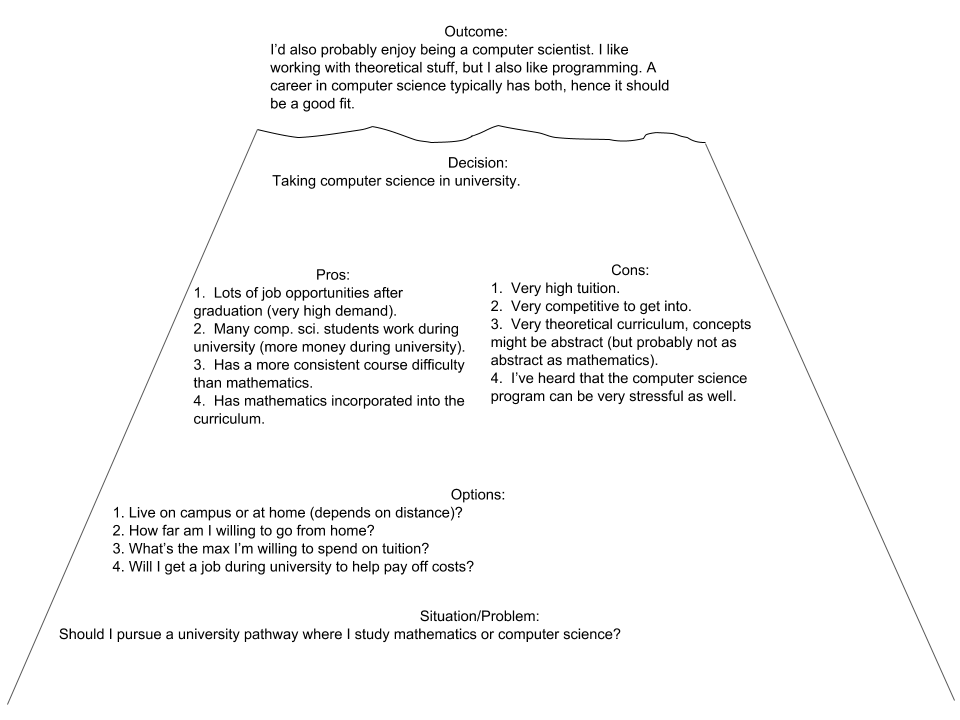 Outcome:
I’d also probably enjoy being a computer scientist. I like
working with theoretical stuff, but I also like programming. A
career in computer science typically has both, hence it should
be a good fit.
Decision:
Taking computer science in university.
Pros:
1.  Lots of job opportunities after
graduation (very high demand).
2.  Many comp. sci. students work during
university (more money during university).
3.  Has a more consistent course difficulty
than mathematics.
4.  Has mathematics incorporated into the
curriculum.
Cons:
1.  Very high tuition.
2.  Very competitive to get into.
3.  Very theoretical curriculum, concepts
might be abstract (but probably not as
abstract as mathematics).
4.  I’ve heard that the computer science
program can be very stressful as well.
Options:
1. Live on campus or at home (depends on distance)?
2. How far am I willing to go from home?
3. What’s the max I’m willing to spend on tuition?
4. Will I get a job during university to help pay off costs?
Situation/Problem:
Should I pursue a university pathway where I study mathematics or computer science?